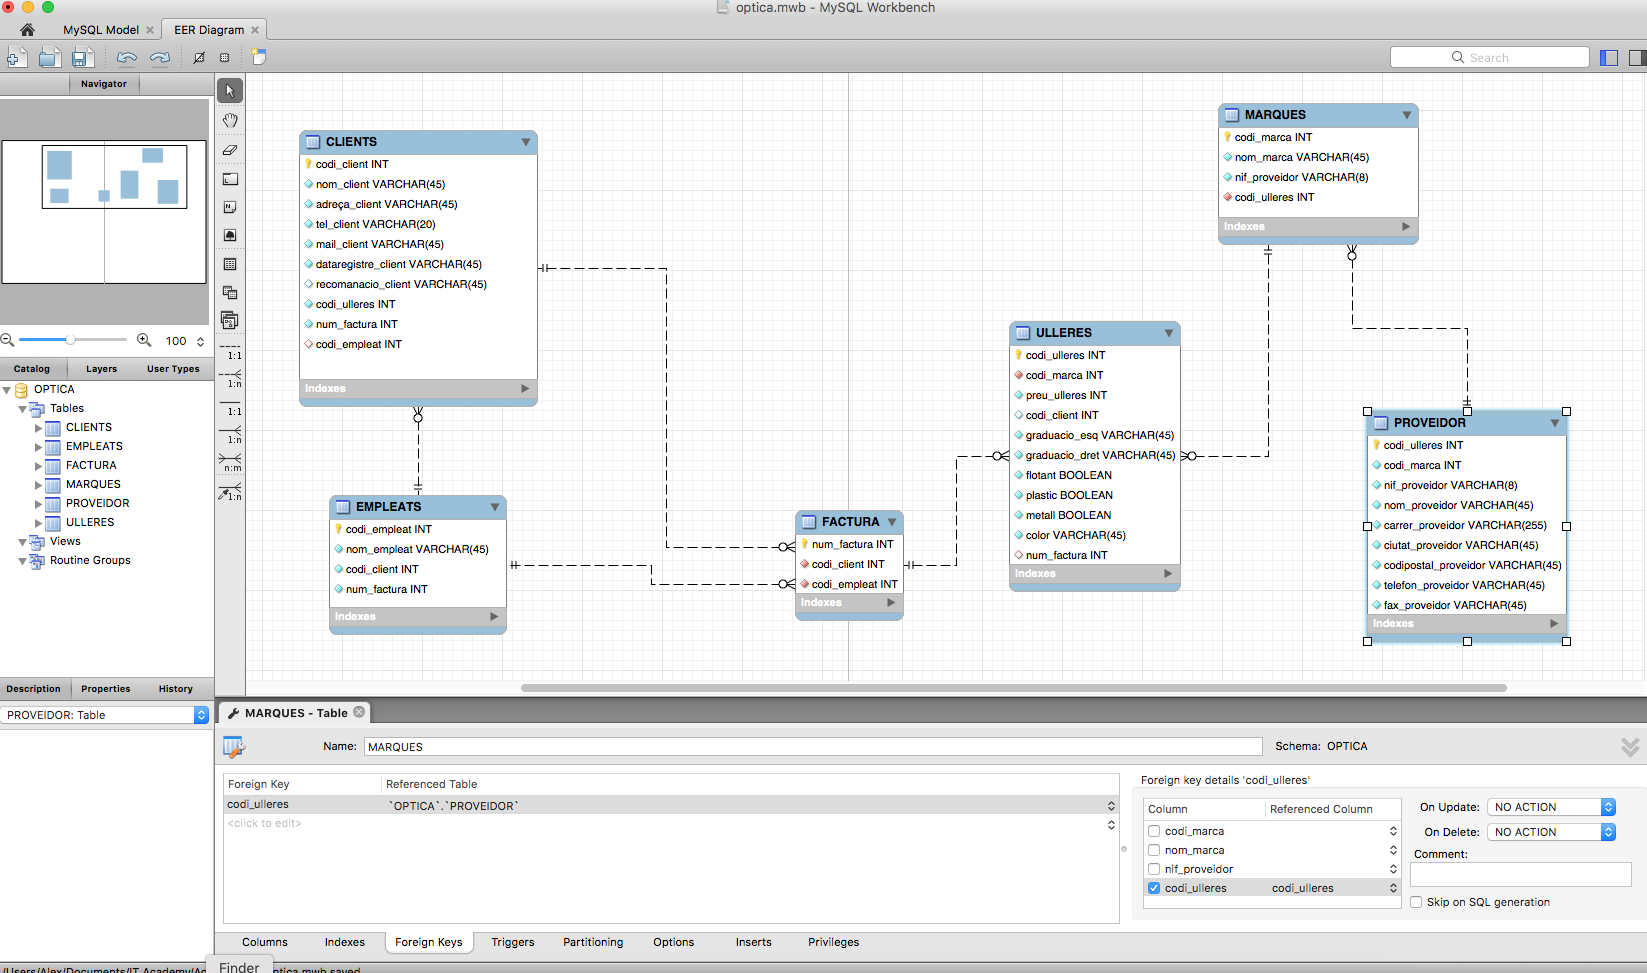 optica.mwb - MySQL Workbench
MySQL Model
EER Diagram
Search
Navigator
100
Catalog
Layers
User Types
OPTICA
Tables
CLIENTS
EMPLEATS
FACTURA
MARQUES
PROVEIDOR
ULLERES
Views
Routine Groups
Description
Properties
History
PROVEIDOR: Table
1:1
1:n
1:1
1:n
n:m
1:n
CLIENTS
codi_client INT
nom_client VARCHAR(45)
adreça_client VARCHAR(45)
tel_client VARCHAR(20)
mail_client VARCHAR(45)
dataregistre_client VARCHAR(45)
recomanacio_client VARCHAR(45)
codi_ulleres INT
num_factura INT
codi_empleat INT
Indexes
EMPLEATS
codi_empleat INT
nom_empleat VARCHAR(45)
codi_client INT
num_factura INT
Indexes
FACTURA
num_factura INT
codi_client INT
codi_empleat INT
Indexes
ULLERES
codi_ulleres INT
codi_marca INT
preu_ulleres INT
codi_client INT
graduacio_esq VARCHAR(45)
graduacio_dret VARCHAR(45)
flotant BOOLEAN
plastic BOOLEAN
metall BOOLEAN
color VARCHAR(45)
num_factura INT
Indexes
MARQUES
codi_marca INT
nom_marca VARCHAR(45)
nif_proveidor VARCHAR(8)
codi_ulleres INT
Indexes
PROVEIDOR
codi_ulleres INT
codi_marca INT
nif_proveidor VARCHAR(8)
nom_proveidor VARCHAR(45)
carrer_proveidor VARCHAR(255)
ciutat_proveidor VARCHAR(45)
codipostal_proveidor VARCHAR(45)
telefon_proveidor VARCHAR(45)
fax_proveidor VARCHAR(45)
Indexes
MARQUES - Table
Name: MARQUES
Schema: OPTICA
Foreign Key Referenced Table
codi_ulleres `OPTICA`.`PROVEIDOR`
<click to edit>
Foreign key details 'codi_ulleres'
Column Referenced Column
codi_marca
nom_marca
nif_proveidor
codi_ulleres codi_ulleres
On Update: NO ACTION
On Delete: NO ACTION
Comment:
Skip on SQL generation
Columns
Indexes
Foreign Keys
Triggers
Partitioning
Options
Inserts
Privileges
Finder